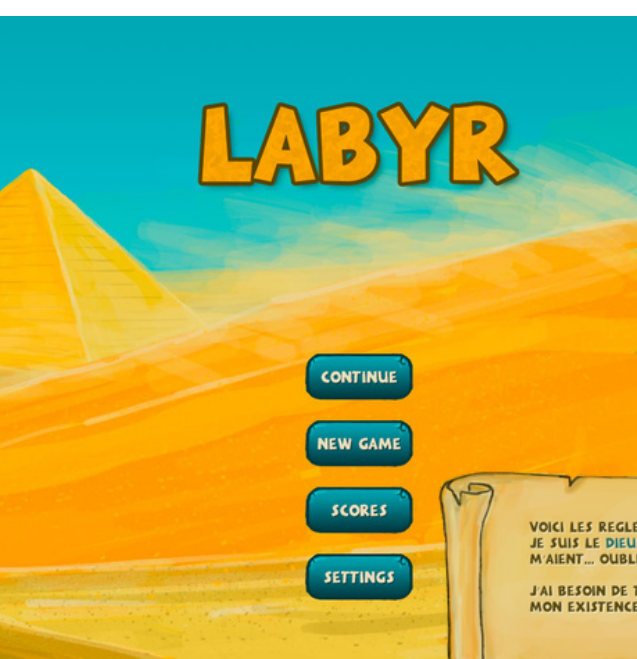 LABYR
CONTINUE
NEW GAME
SCORES
SETTINGS
VOICI LES REGLE
JE SUIS LE DIEU
M'AIENT... OUBLI
J'AI BESOIN DE T
MON EXISTENCE